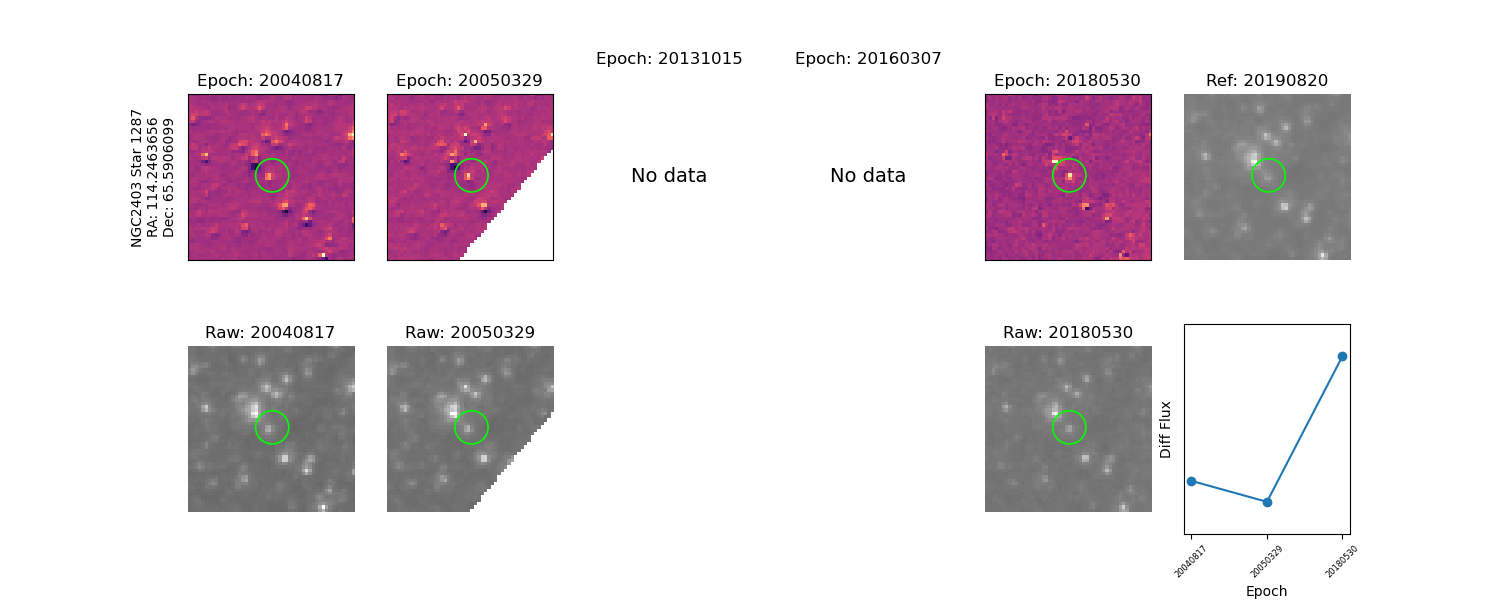 Epoch: 20040817
Epoch: 20050329
Epoch: 20131015
Epoch: 20160307
Epoch: 20180530
Ref: 20190820
NGC2403 Star 1287
RA: 114.2463656
Dec: 65.5906099
No data
No data
Raw: 20040817
Raw: 20050329
Raw: 20180530
Diff Flux
20040817
20050329
20180530
Epoch